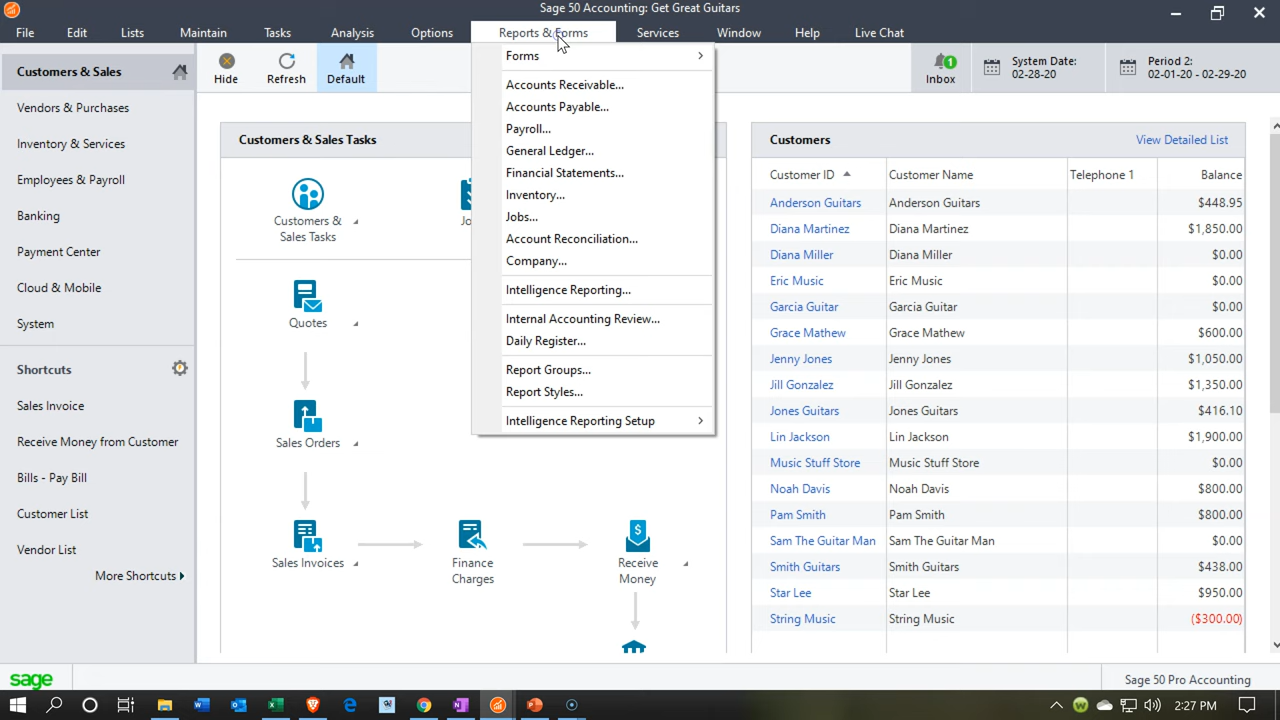 Sage 50 Accounting: Get Great Guitars
File Edit Lists Maintain Tasks Analysis Options Reports & Forms Services Window Help Live Chat
Customers & Sales
Vendors & Purchases
Inventory & Services
Employees & Payroll
Banking
Payment Center
Cloud & Mobile
System
Shortcuts
Sales Invoice
Receive Money from Customer
Bills - Pay Bill
Customer List
Vendor List
More Shortcuts
Hide Refresh Default
Forms
Accounts Receivable...
Accounts Payable...
Payroll...
General Ledger...
Financial Statements...
Inventory...
Jobs...
Account Reconciliation...
Company...
Intelligence Reporting...
Internal Accounting Review...
Daily Register...
Report Groups...
Report Styles...
Intelligence Reporting Setup
1
Inbox
System Date:
02-28-20
Period 2:
02-01-20 - 02-29-20
Customers & Sales Tasks
Customers &
Sales Tasks
Jo
Quotes
Sales Orders
Sales Invoices
Finance
Charges
Receive
Money
Customers View Detailed List
Customer ID Customer Name Telephone 1 Balance
Anderson Guitars Anderson Guitars $448.95
Diana Martinez Diana Martinez $1,850.00
Diana Miller Diana Miller $0.00
Eric Music Eric Music $0.00
Garcia Guitar Garcia Guitar $0.00
Grace Mathew Grace Mathew $600.00
Jenny Jones Jenny Jones $1,050.00
Jill Gonzalez Jill Gonzalez $1,350.00
Jones Guitars Jones Guitars $416.10
Lin Jackson Lin Jackson $1,900.00
Music Stuff Store Music Stuff Store $0.00
Noah Davis Noah Davis $800.00
Pam Smith Pam Smith $800.00
Sam The Guitar Man Sam The Guitar Man $0.00
Smith Guitars Smith Guitars $438.00
Star Lee Star Lee $950.00
String Music String Music ($300.00)
sage
Sage 50 Pro Accounting
2:27 PM